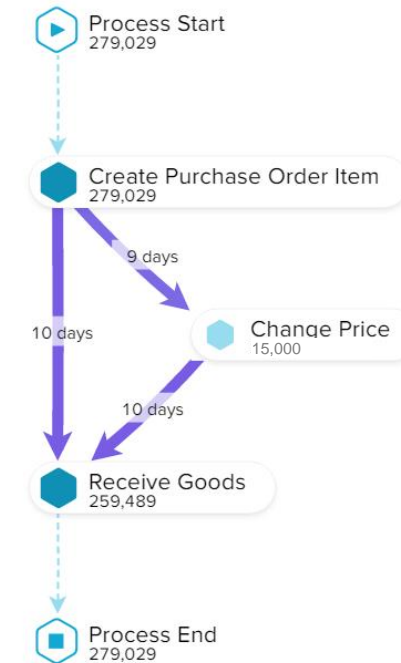 Process Start
279,029
Create Purchase Order Item
279,029
9 days
10 days
Change Price
15,000
10 days
Receive Goods
259,489
Process End
279,029